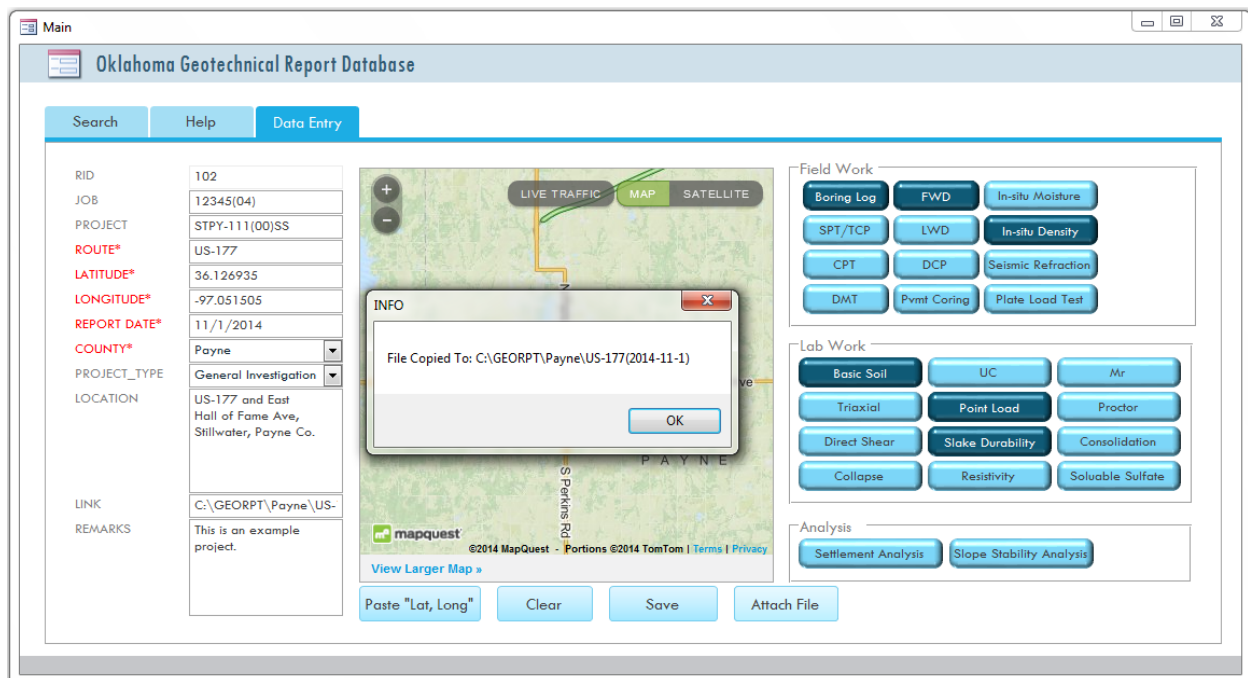 Main
Oklahoma Geotechnical Report Database
Search Help Data Entry
RID 102
JOB 12345(04)
PROJECT STPY-111(00)SS
ROUTE* US-177
LATITUDE* 36.126935
LONGITUDE* -97.051505
REPORT DATE* 11/1/2014
COUNTY* Payne
PROJECT_TYPE General Investigation
LOCATION US-177 and East
Hall of Fame Ave,
Stillwater, Payne Co.
LINK C:\GEORPT\Payne\US-
REMARKS This is an example
project.
+
−
LIVE TRAFFIC MAP SATELLITE
N
INFO
X
File Copied To: C:\GEORPT\Payne\US-177(2014-11-1)
OK
ve
PAYNE
S Perkins Rd
mapquest
©2014 MapQuest - Portions ©2014 TomTom | Terms | Privacy
View Larger Map »
Paste "Lat, Long" Clear Save Attach File
Field Work
Boring Log FWD In-situ Moisture
SPT/TCP LWD In-situ Density
CPT DCP Seismic Refraction
DMT Pvmt Coring Plate Load Test
Lab Work
Basic Soil UC Mr
Triaxial Point Load Proctor
Direct Shear Slake Durability Consolidation
Collapse Resistivity Soluable Sulfate
Analysis
Settlement Analysis Slope Stability Analysis